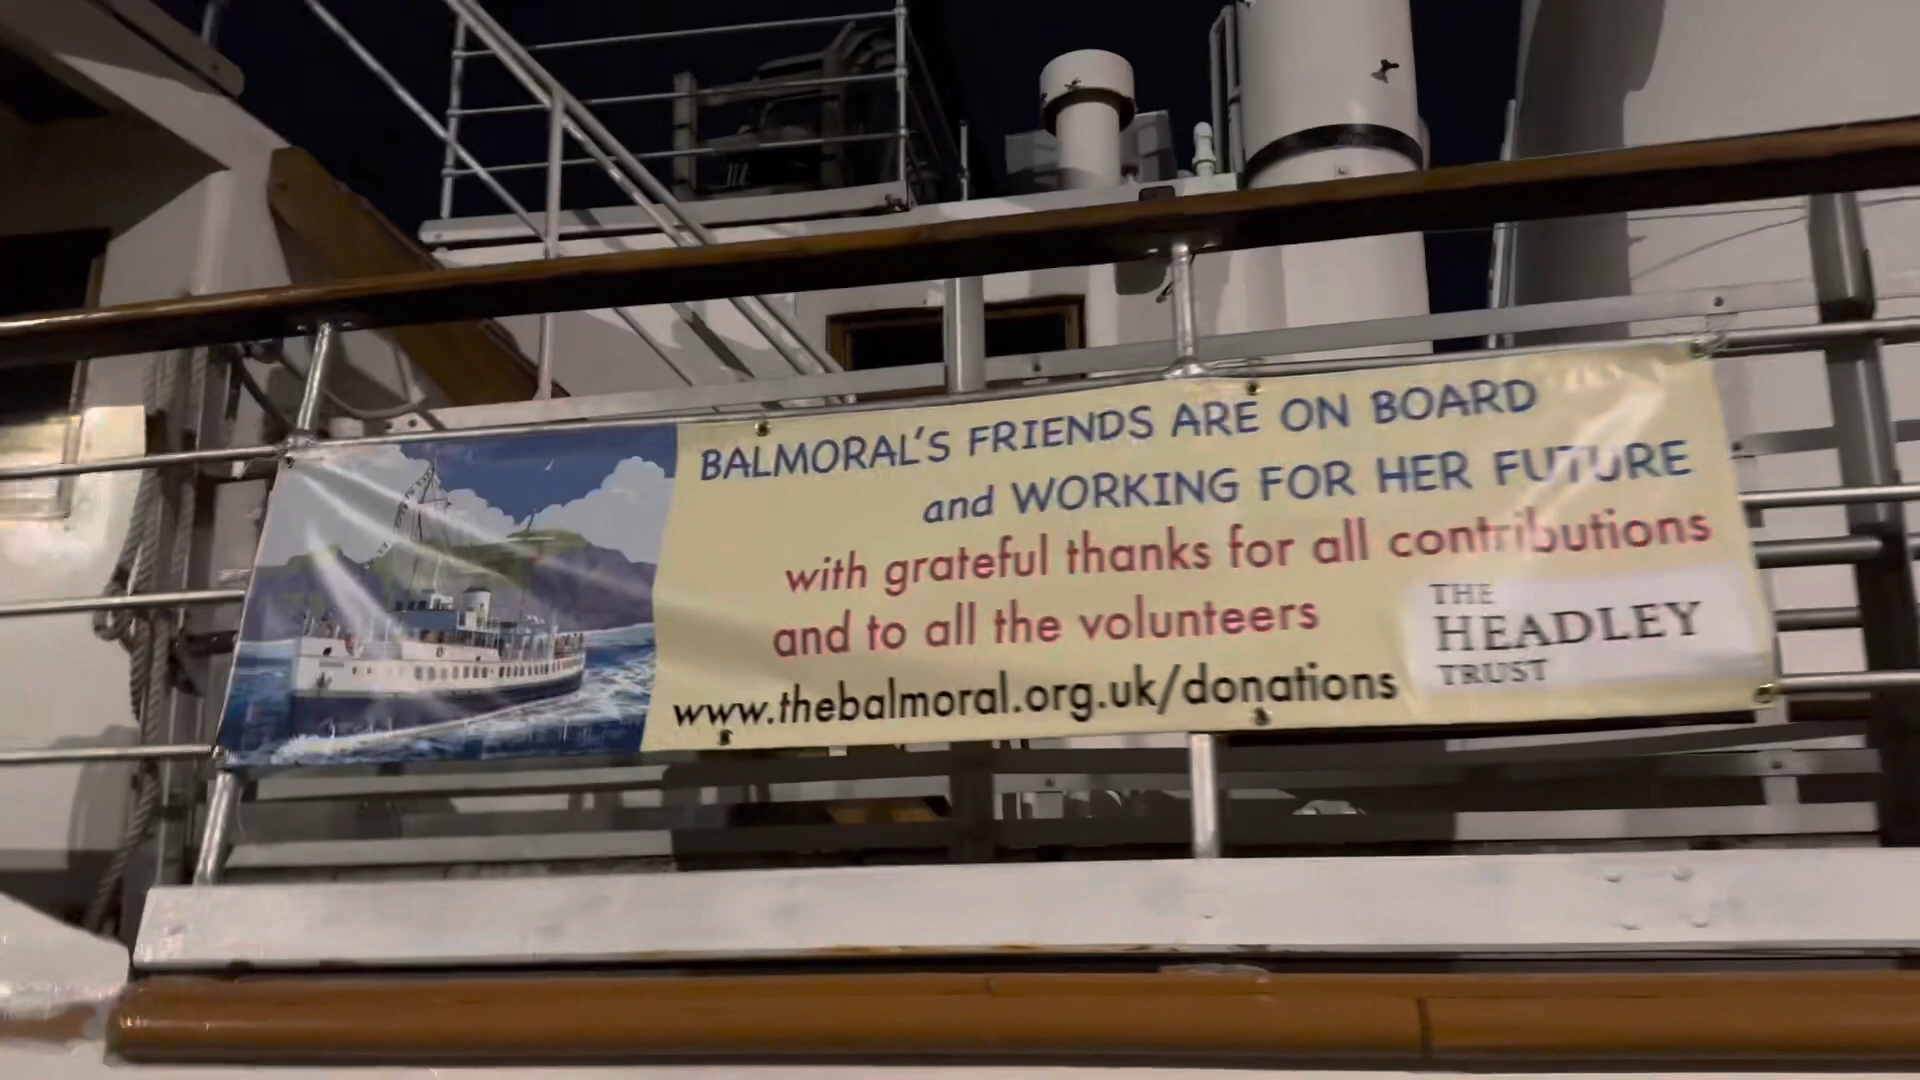 BALMORAL'S FRIENDS ARE ON BOARD
and WORKING FOR HER FUTURE
with grateful thanks for all contributions
and to all the volunteers
www.thebalmoral.org.uk/donations
THE
HEADLEY
TRUST